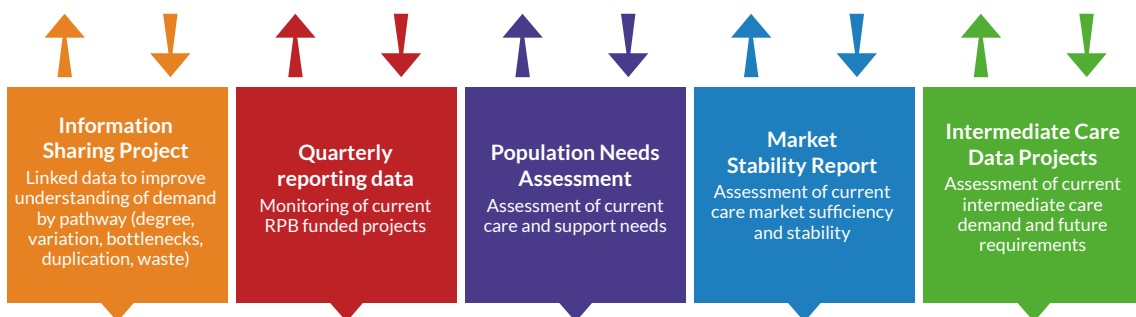 Information
Sharing Project
Linked data to improve
understanding of demand
by pathway (degree,
variation, bottlenecks,
duplication, waste)
Quarterly
reporting data
Monitoring of current
RPB funded projects
Population Needs
Assessment
Assessment of current
care and support needs
Market
Stability Report
Assessment of current
care market sufficiency
and stability
Intermediate Care
Data Projects
Assessment of current
intermediate care
demand and future
requirements